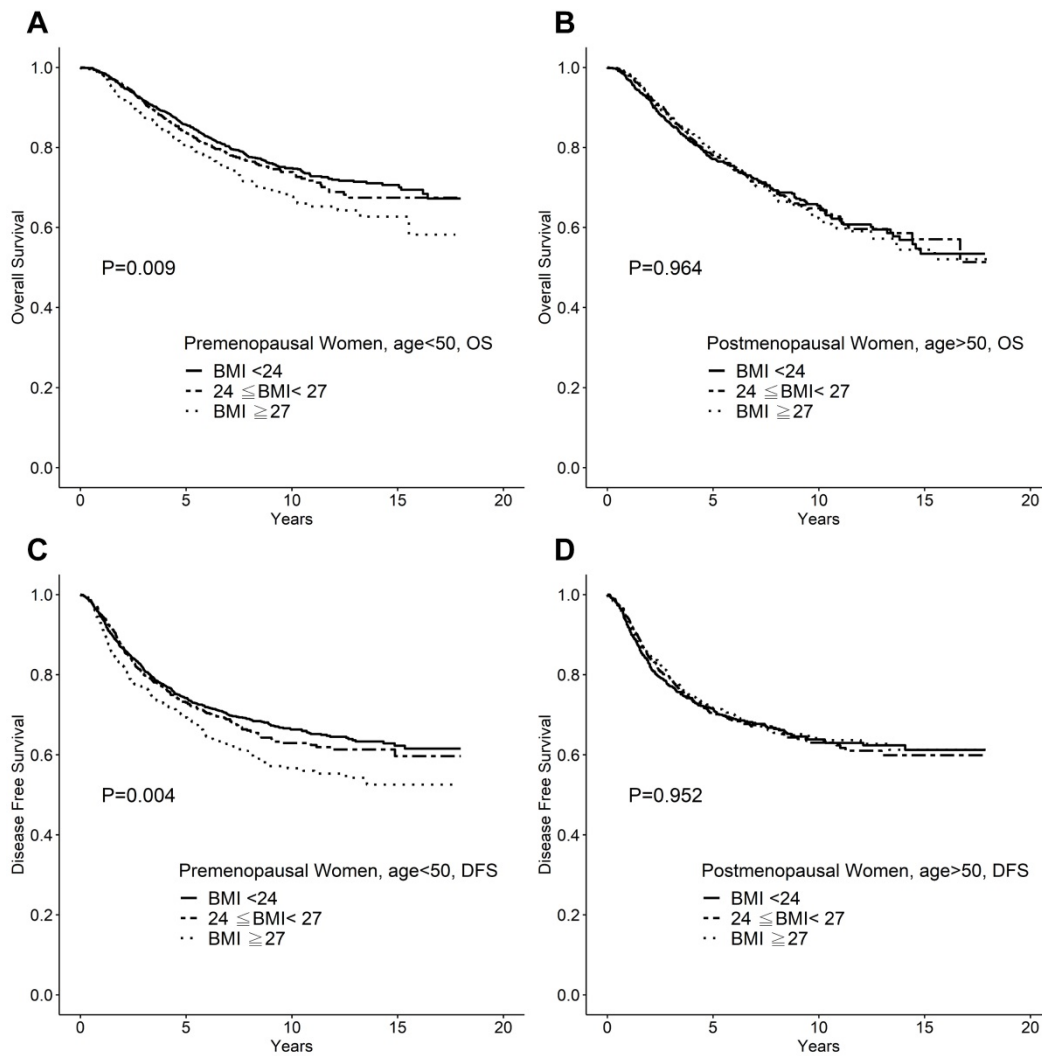 A
1.0
0.8
0.6
0.4
0.2
0.0
Overall Survival
P=0.009
Premenopausal Women, age<50, OS
BMI <24
24 ≦BMI< 27
BMI ≧27
0 5 10 15 20
Years
B
1.0
0.8
0.6
0.4
0.2
0.0
Overall Survival
P=0.964
Postmenopausal Women, age>50, OS
BMI <24
24 ≦BMI< 27
BMI ≧27
0 5 10 15 20
Years
C
1.0
0.8
0.6
0.4
0.2
0.0
Disease Free Survival
P=0.004
Premenopausal Women, age<50, DFS
BMI <24
24 ≦BMI< 27
BMI ≧27
0 5 10 15 20
Years
D
1.0
0.8
0.6
0.4
0.2
0.0
Disease Free Survival
P=0.952
Postmenopausal Women, age>50, DFS
BMI <24
24 ≦BMI< 27
BMI ≧27
0 5 10 15 20
Years